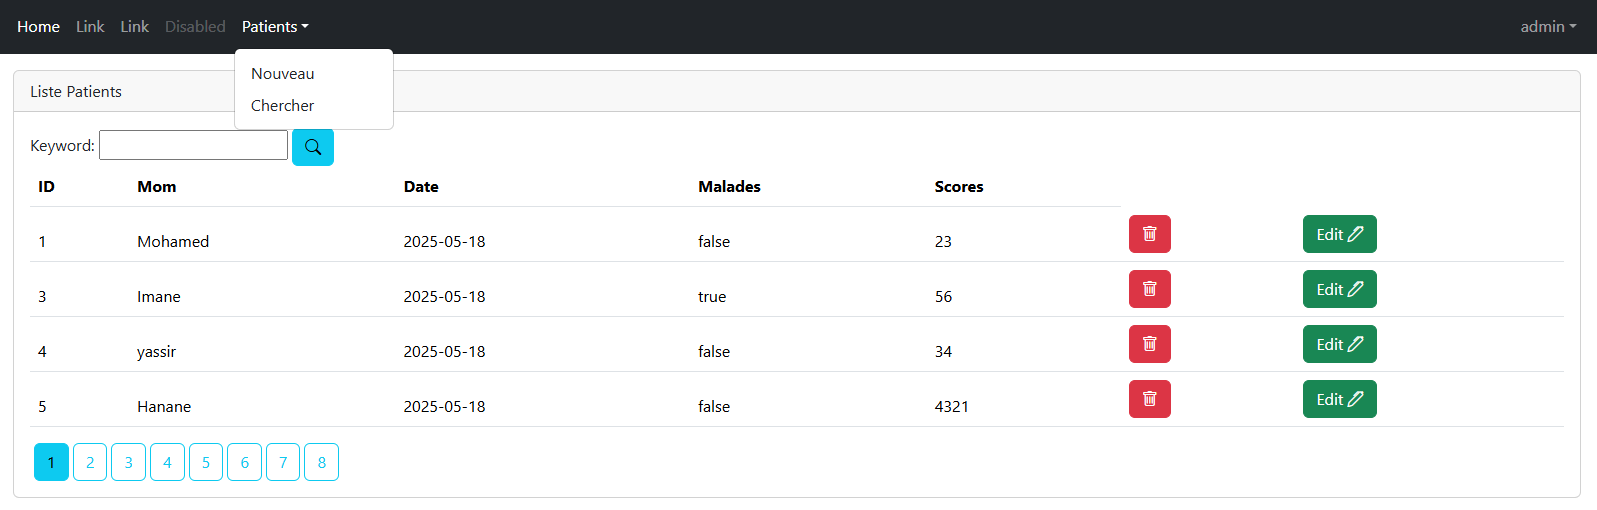 Home Link Link Disabled Patients admin
Nouveau
Chercher
Liste Patients
Keyword:
ID Mom Date Malades Scores
1 Mohamed 2025-05-18 false 23 Edit
3 Imane 2025-05-18 true 56 Edit
4 yassir 2025-05-18 false 34 Edit
5 Hanane 2025-05-18 false 4321 Edit
1 2 3 4 5 6 7 8